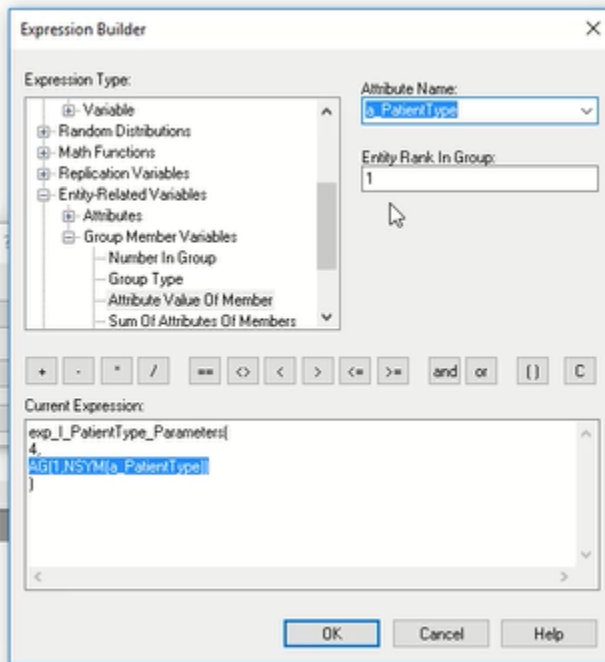 Expression Builder
Expression Type:
Variable
Random Distributions
Math Functions
Replication Variables
Entity-Related Variables
Attributes
Group Member Variables
Number In Group
Group Type
Attribute Value Of Member
Sum Of Attributes Of Members
Attribute Name:
a_PatientType
Entity Rank In Group:
1
+ - * / == <> < > <= >= and or () C
Current Expression:
exp_I_PatientType_Parameters(
4,
AG(1,NSYM(a_PatientType))
)
OK Cancel Help